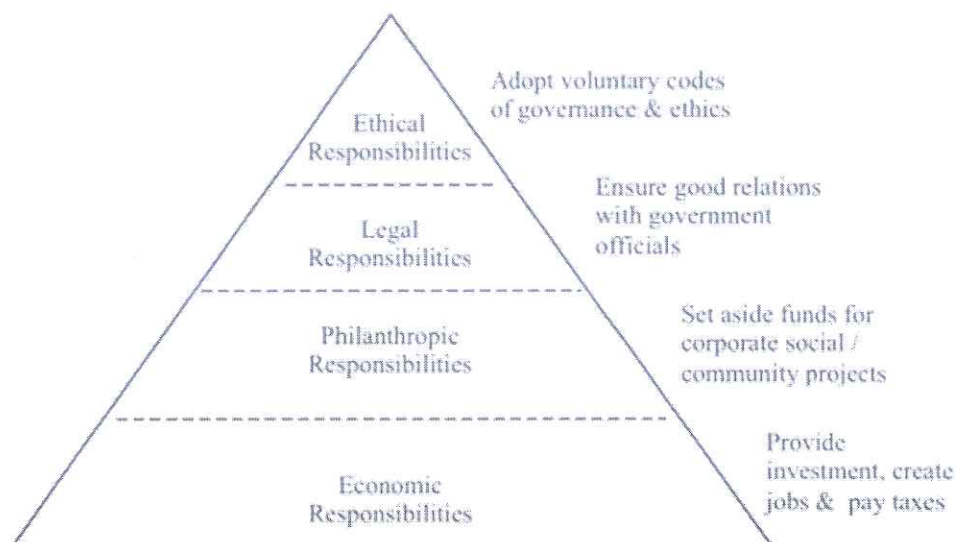 Adopt voluntary codes
of governance & ethics
Ethical
Responsibilities
Ensure good relations
with government
officials
Legal
Responsibilities
Set aside funds for
corporate social /
community projects
Philanthropic
Responsibilities
Provide
investment, create
jobs & pay taxes
Economic
Responsibilities